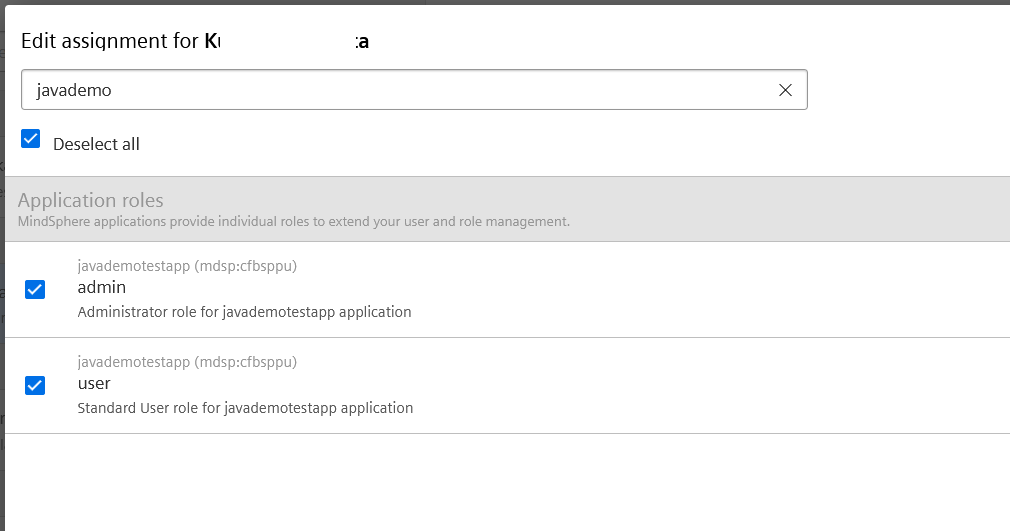 Edit assignment for
javademo
Deselect all
Application roles
MindSphere applications provide individual roles to extend your user and role management.
javademotestapp (mdsp:cfbsppu)
admin
Administrator role for javademotestapp application
javademotestapp (mdsp:cfbsppu)
user
Standard User role for javademotestapp application